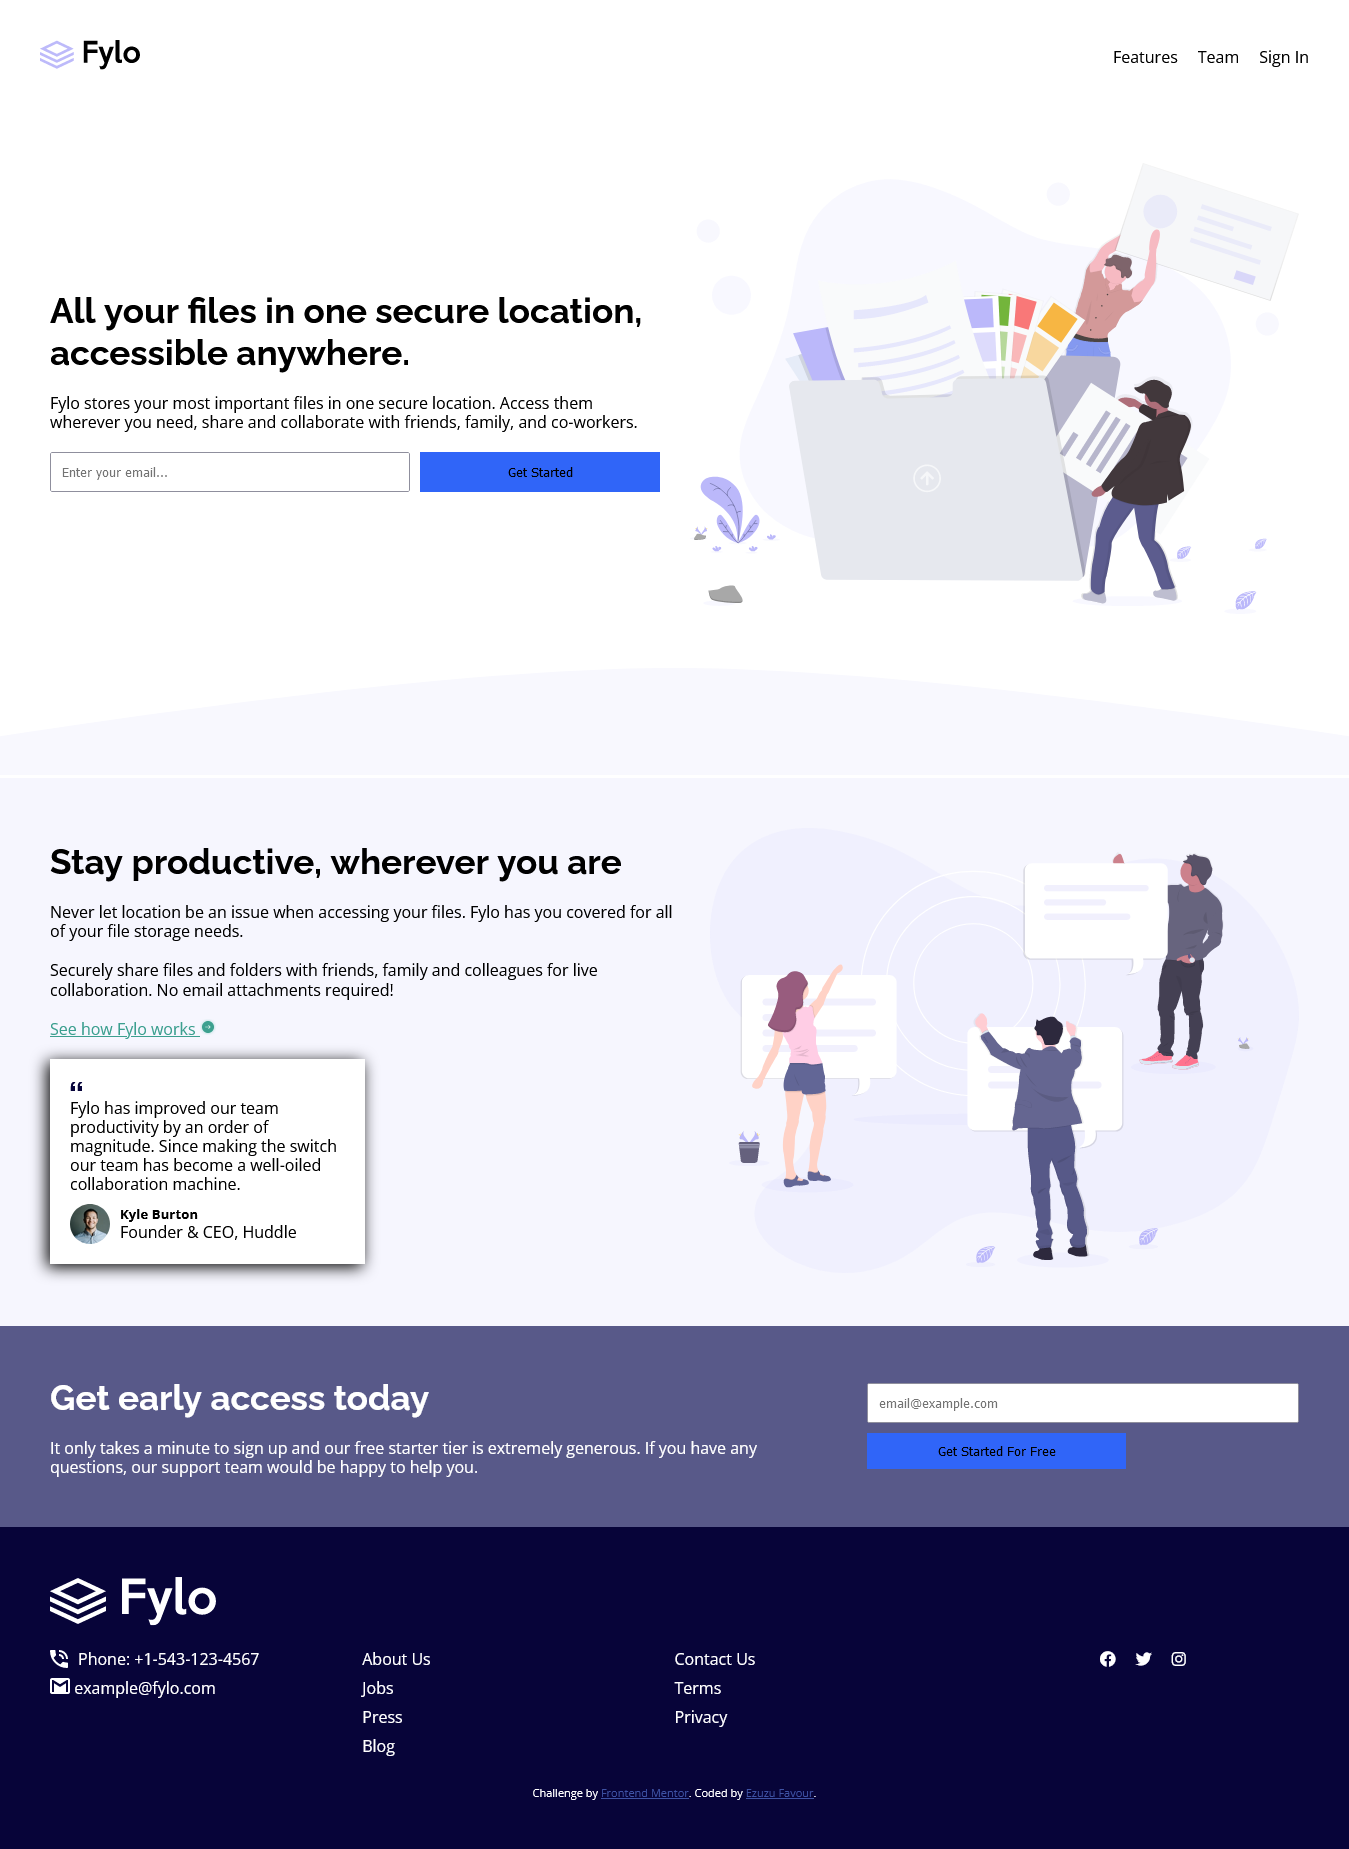 Fylo
Features Team Sign In
All your files in one secure location,
accessible anywhere.
Fylo stores your most important files in one secure location. Access them
wherever you need, share and collaborate with friends, family, and co-workers.
Enter your email... Get Started
Stay productive, wherever you are
Never let location be an issue when accessing your files. Fylo has you covered for all
of your file storage needs.
Securely share files and folders with friends, family and colleagues for live
collaboration. No email attachments required!
See how Fylo works
“
Fylo has improved our team
productivity by an order of
magnitude. Since making the switch
our team has become a well-oiled
collaboration machine.
Kyle Burton
Founder & CEO, Huddle
Get early access today
It only takes a minute to sign up and our free starter tier is extremely generous. If you have any
questions, our support team would be happy to help you.
email@example.com
Get Started For Free
Fylo
Phone: +1-543-123-4567
example@fylo.com
About Us
Jobs
Press
Blog
Contact Us
Terms
Privacy
Challenge by Frontend Mentor. Coded by Ezuzu Favour.